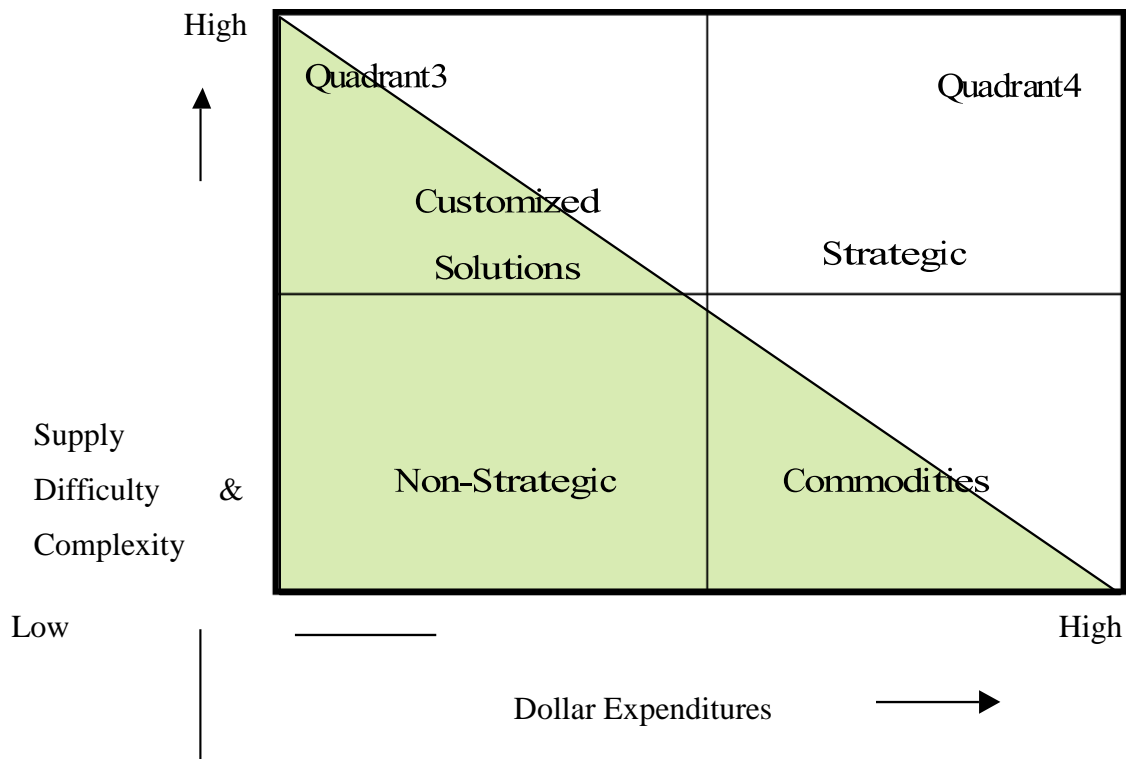 High
Quadrant3
Quadrant4
Customized
Solutions
Strategic
Supply
Difficulty &
Complexity
Non-Strategic
Commodities
Low
High
Dollar Expenditures